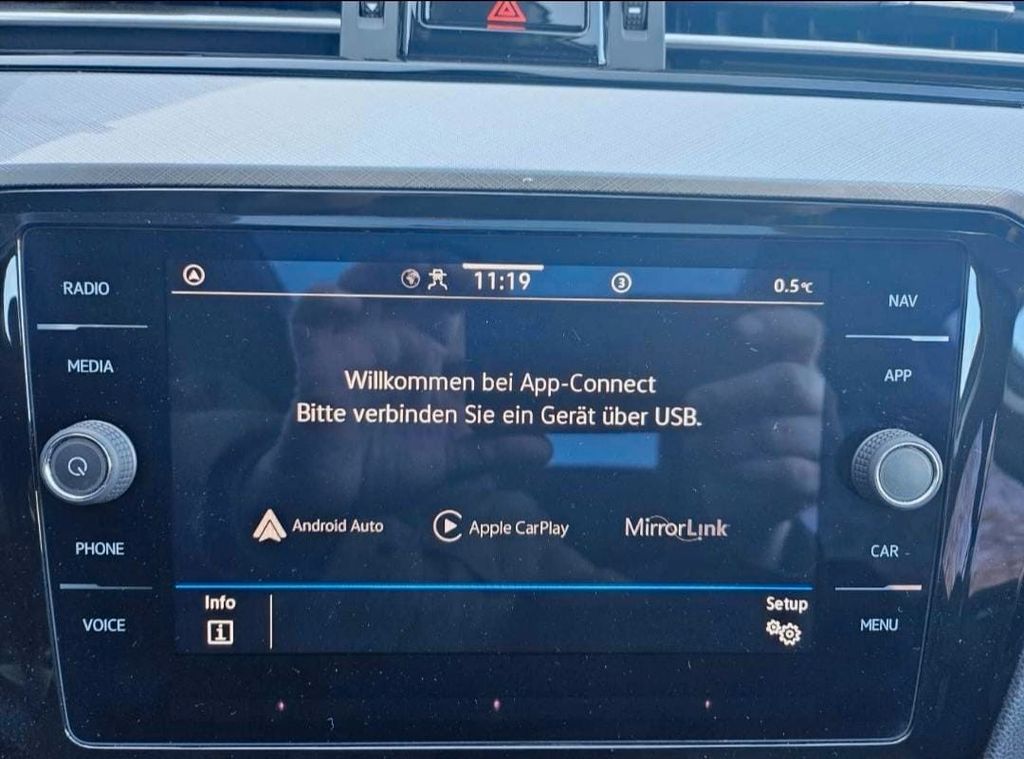 RADIO
MEDIA
PHONE
VOICE
11:19
3
0.5°C
Willkommen bei App-Connect
Bitte verbinden Sie ein Gerät über USB.
Android Auto
Apple CarPlay
MirrorLink
Info
i
Setup
NAV
APP
CAR
MENU